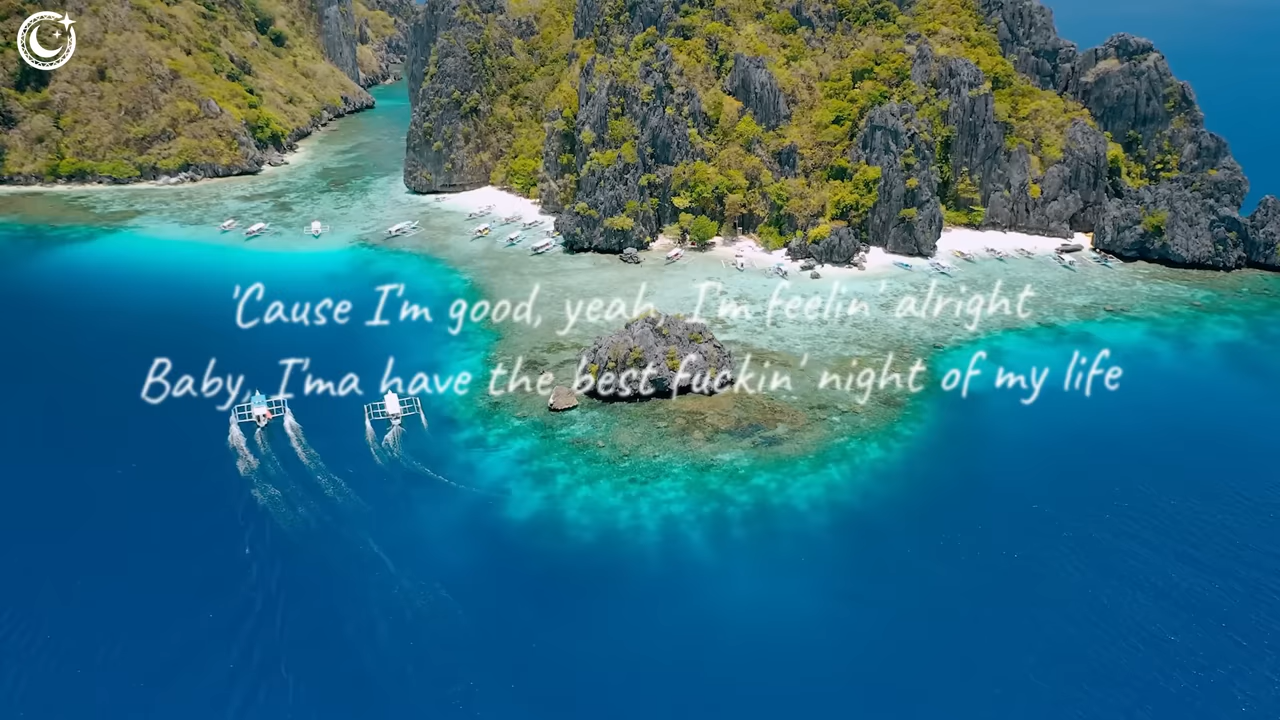 'Cause I'm good, yeah, I'm feelin' alright
Baby, I'ma have the best fuckin' night of my life